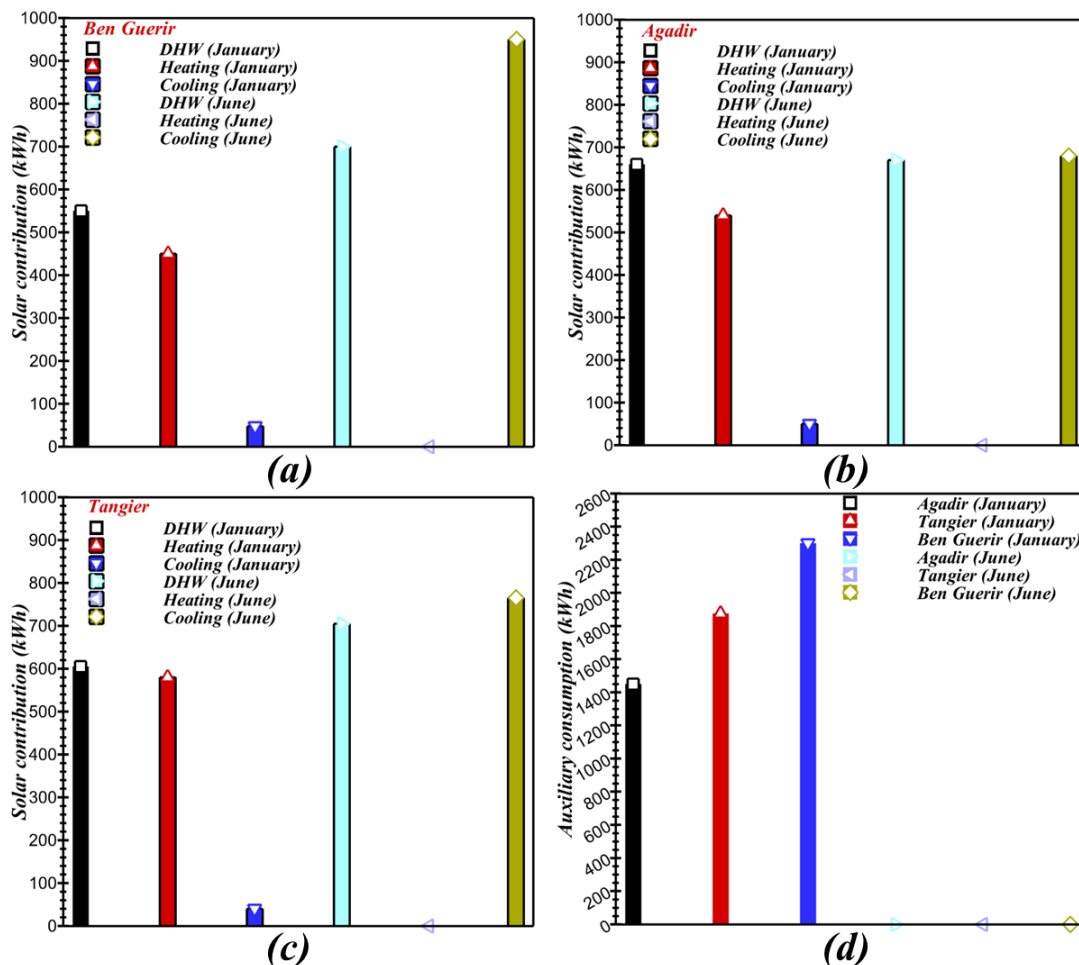 Ben Guerir
DHW (January)
Heating (January)
Cooling (January)
DHW (June)
Heating (June)
Cooling (June)
Solar contribution (kWh)
1000
900
800
700
600
500
400
300
200
100
0
(a)
Agadir
DHW (January)
Heating (January)
Cooling (January)
DHW (June)
Heating (June)
Cooling (June)
Solar contribution (kWh)
1000
900
800
700
600
500
400
300
200
100
0
(b)
Tangier
DHW (January)
Heating (January)
Cooling (January)
DHW (June)
Heating (June)
Cooling (June)
Solar contribution (kWh)
1000
900
800
700
600
500
400
300
200
100
0
(c)
Agadir (January)
Tangier (January)
Ben Guerir (January)
Agadir (June)
Tangier (June)
Ben Guerir (June)
Auxiliary consumption (kWh)
2600
2400
2200
2000
1800
1600
1400
1200
1000
800
600
400
200
0
(d)